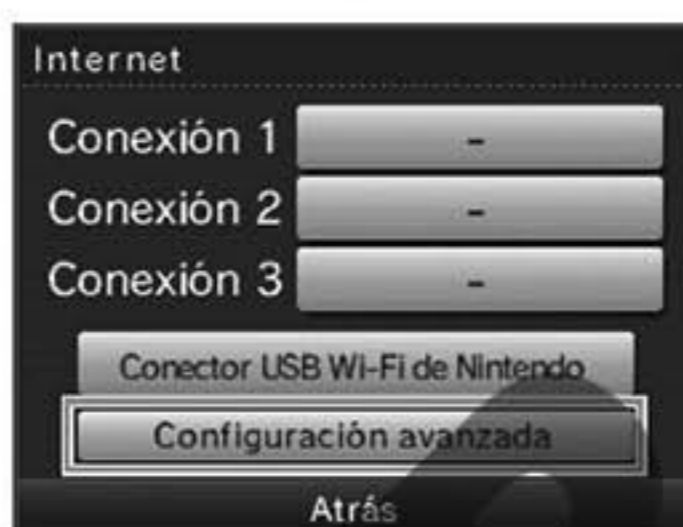 Internet
Conexión 1 -
Conexión 2 -
Conexión 3 -
Conector USB Wi-Fi de Nintendo
Configuración avanzada
Atrás